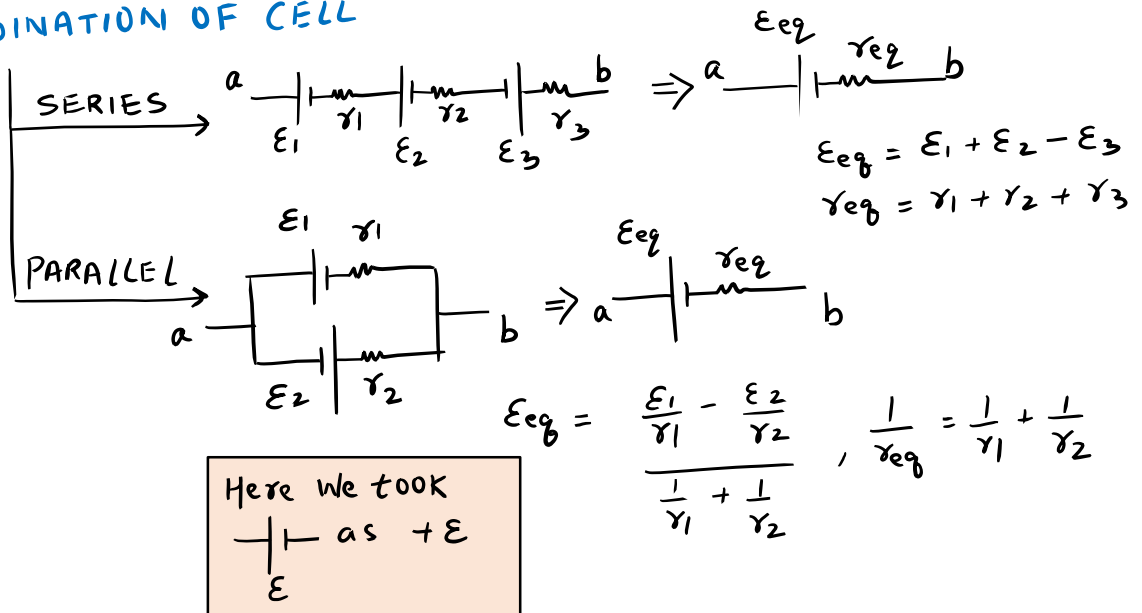 DINATION OF CELL
SERIES
a ε1 r1 ε2 r2 ε3 r3 b ⇒ a εeq req b
εeq = ε1 + ε2 − ε3
req = r1 + r2 + r3
PARALLEL
a ε1 r1 ε2 r2 b ⇒ a εeq req b
εeq = (ε1/r1 − ε2/r2)/(1/r1 + 1/r2) , 1/req = 1/r1 + 1/r2
Here we took
as +ε
ε